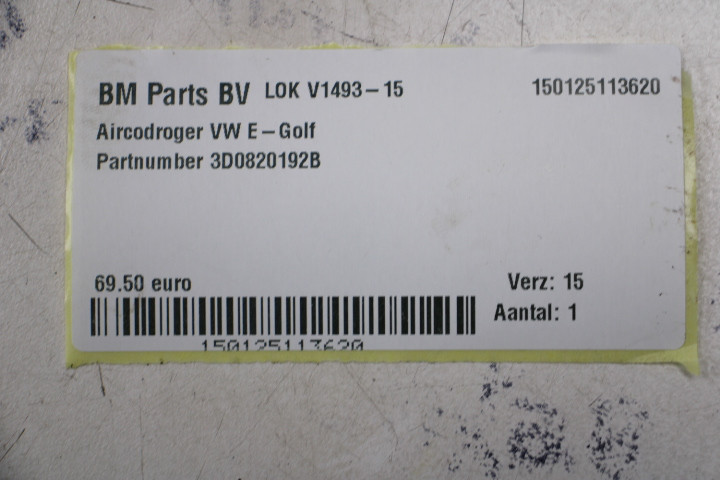 BM Parts BV LOK V1493-15 150125113620
Aircodroger VW E-Golf
Partnumber 3D0820192B
69.50 euro
Verz: 15
Aantal: 1
150125113620